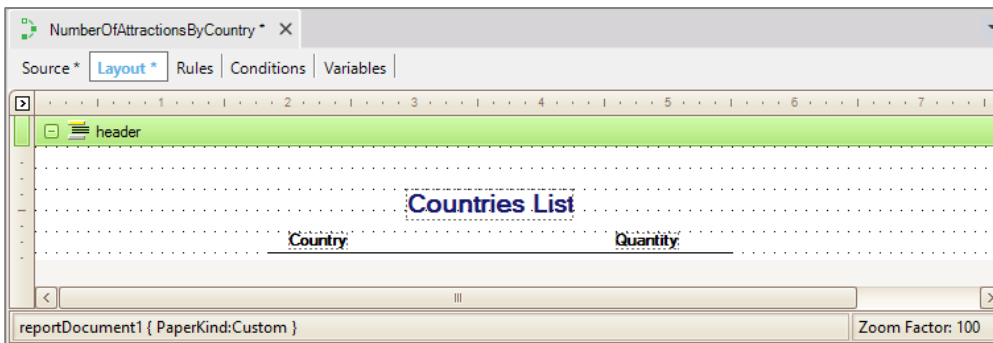 NumberOfAttractionsByCountry *
Source * Layout * Rules Conditions Variables
1 2 3 4 5 6 7
header
Countries List
Country Quantity
reportDocument1 { PaperKind:Custom } Zoom Factor: 100